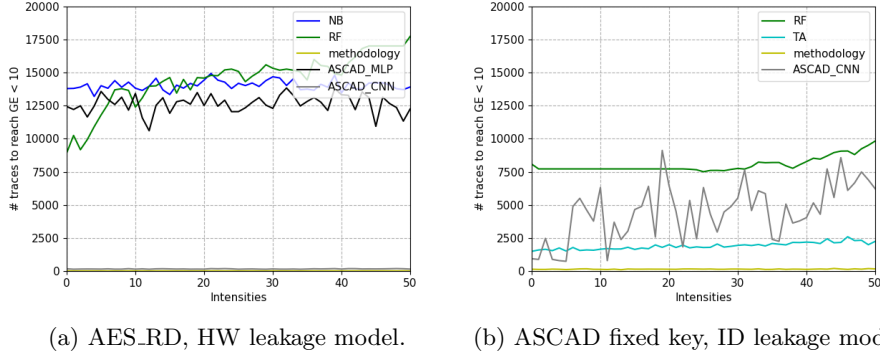 20000
17500
15000
12500
10000
7500
5000
2500
0
# traces to reach GE < 10
NB
RF
methodology
ASCAD_MLP
ASCAD_CNN
0 10 20 30 40 50
Intensities
(a) AES_RD, HW leakage model.
20000
17500
15000
12500
10000
7500
5000
2500
0
# traces to reach GE < 10
RF
TA
methodology
ASCAD_CNN
0 10 20 30 40 50
Intensities
(b) ASCAD fixed key, ID leakage mod